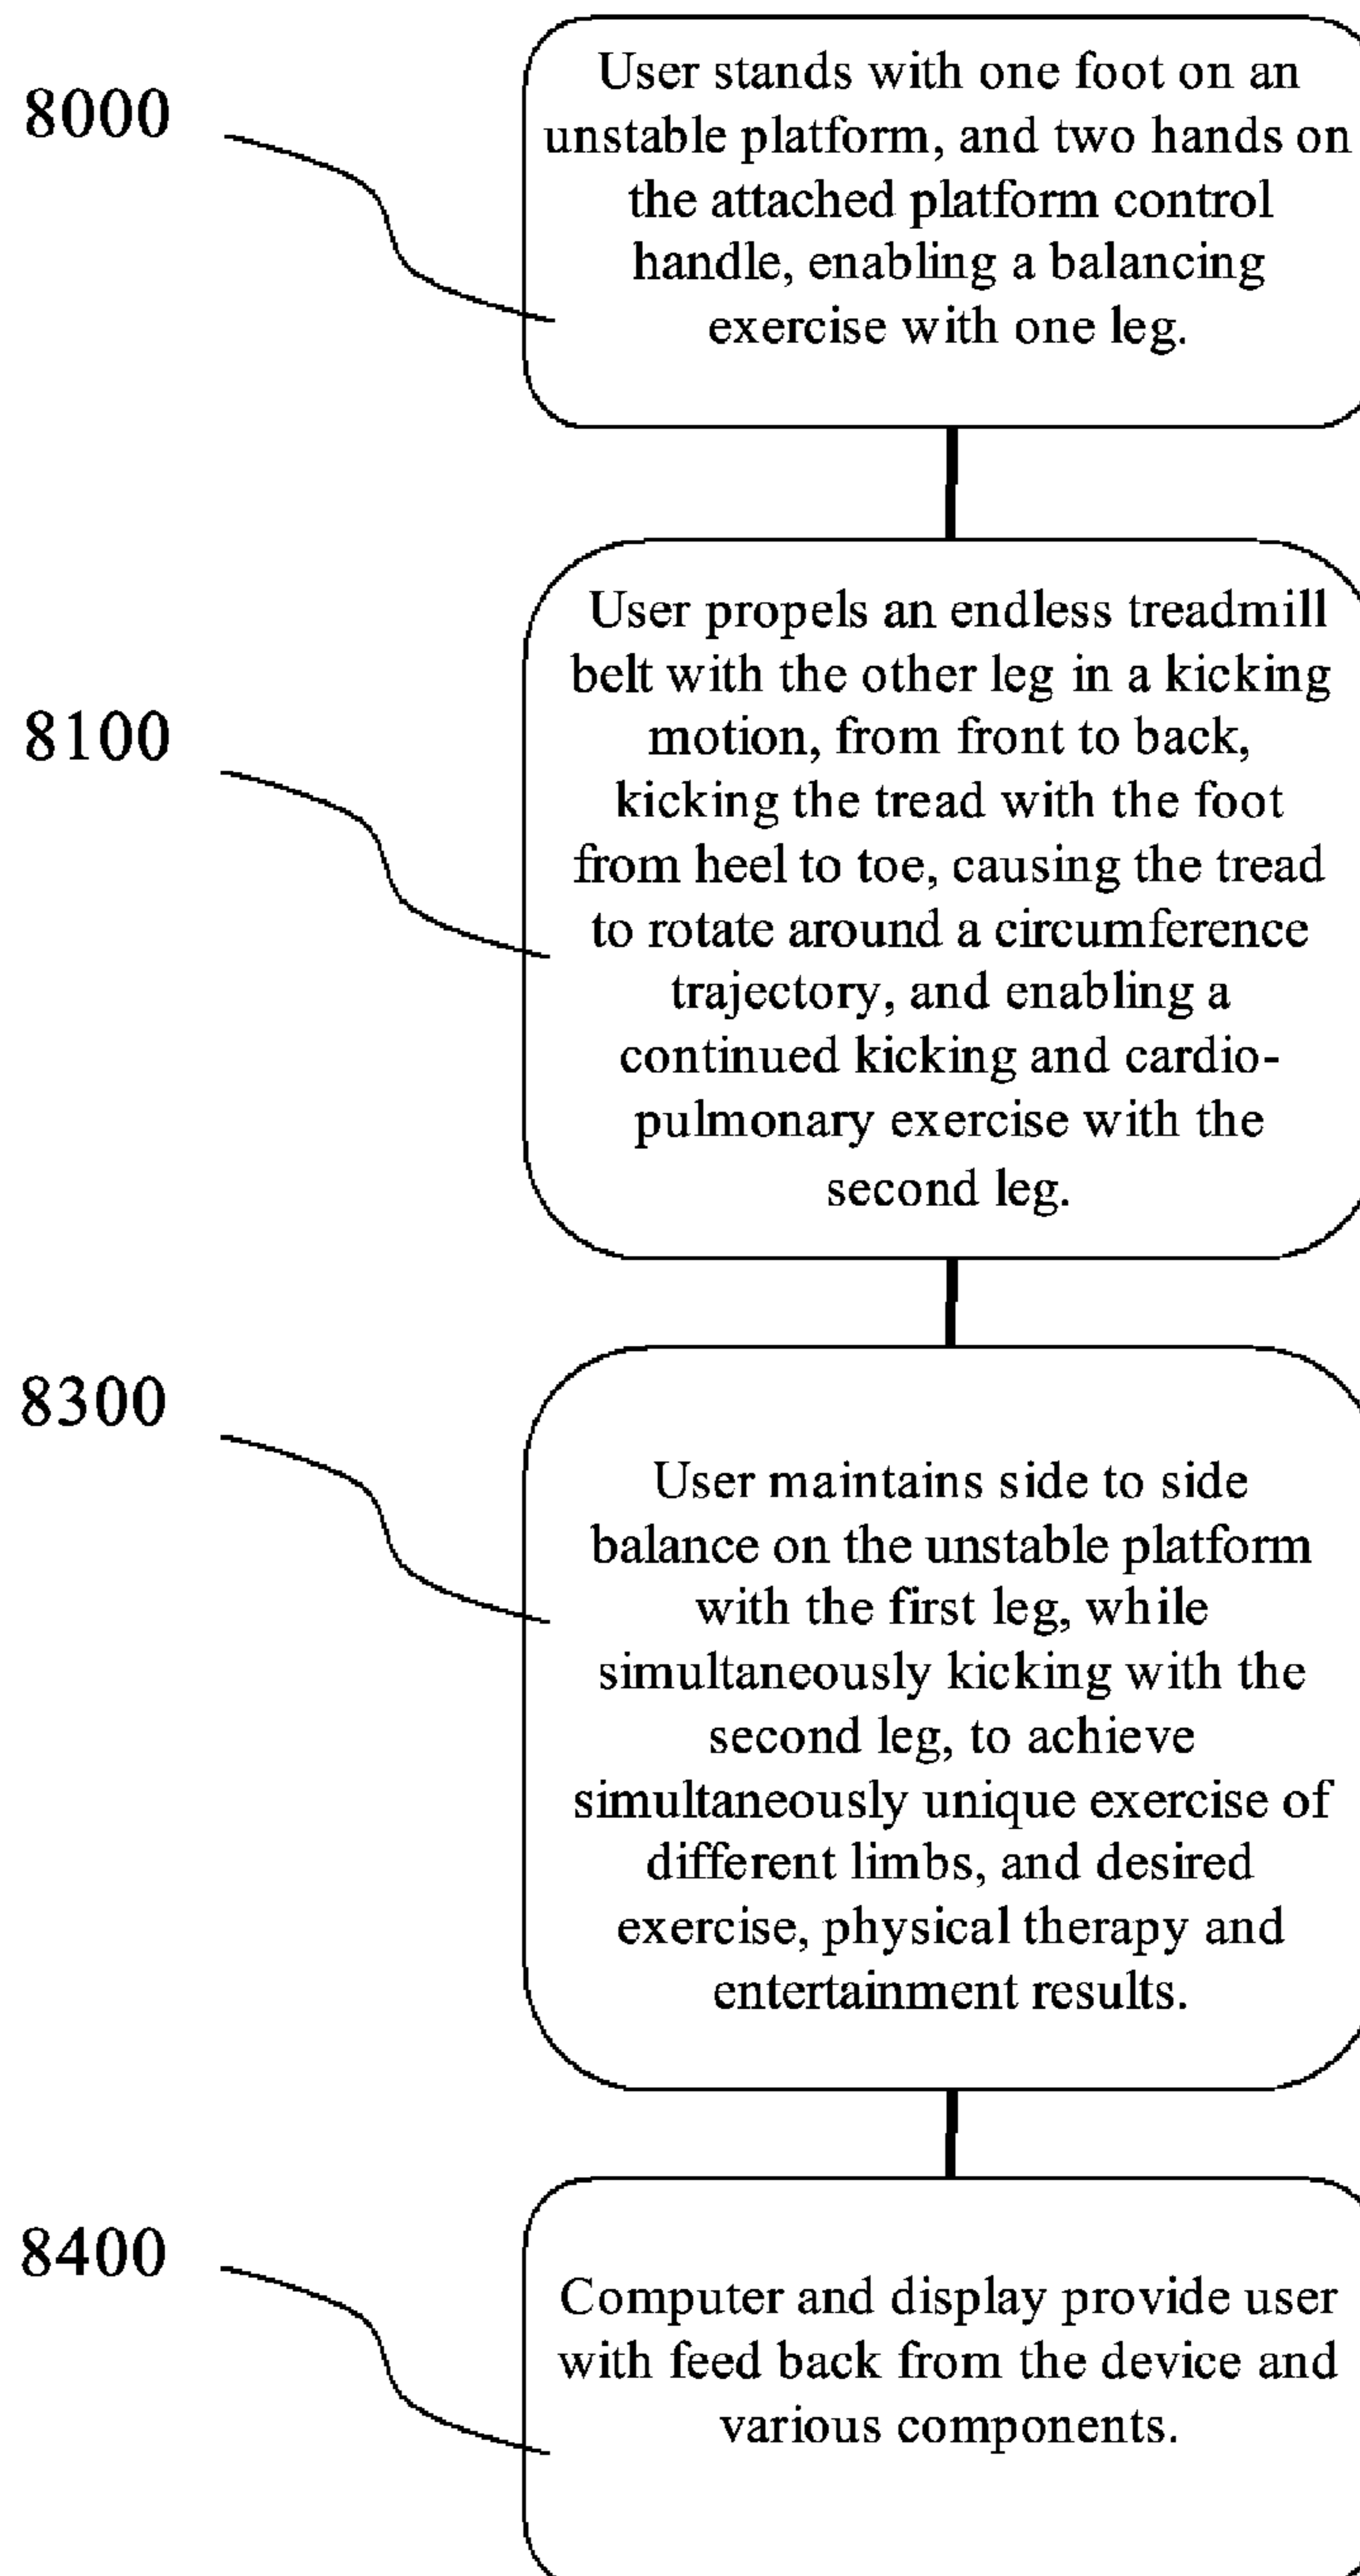 8000
User stands with one foot on an
unstable platform, and two hands on
the attached platform control
handle, enabling a balancing
exercise with one leg.
8100
User propels an endless treadmill
belt with the other leg in a kicking
motion, from front to back,
kicking the tread with the foot
from heel to toe, causing the tread
to rotate around a circumference
trajectory, and enabling a
continued kicking and cardio-
pulmonary exercise with the
second leg.
8300
User maintains side to side
balance on the unstable platform
with the first leg, while
simultaneously kicking with the
second leg, to achieve
simultaneously unique exercise of
different limbs, and desired
exercise, physical therapy and
entertainment results.
8400
Computer and display provide user
with feed back from the device and
various components.